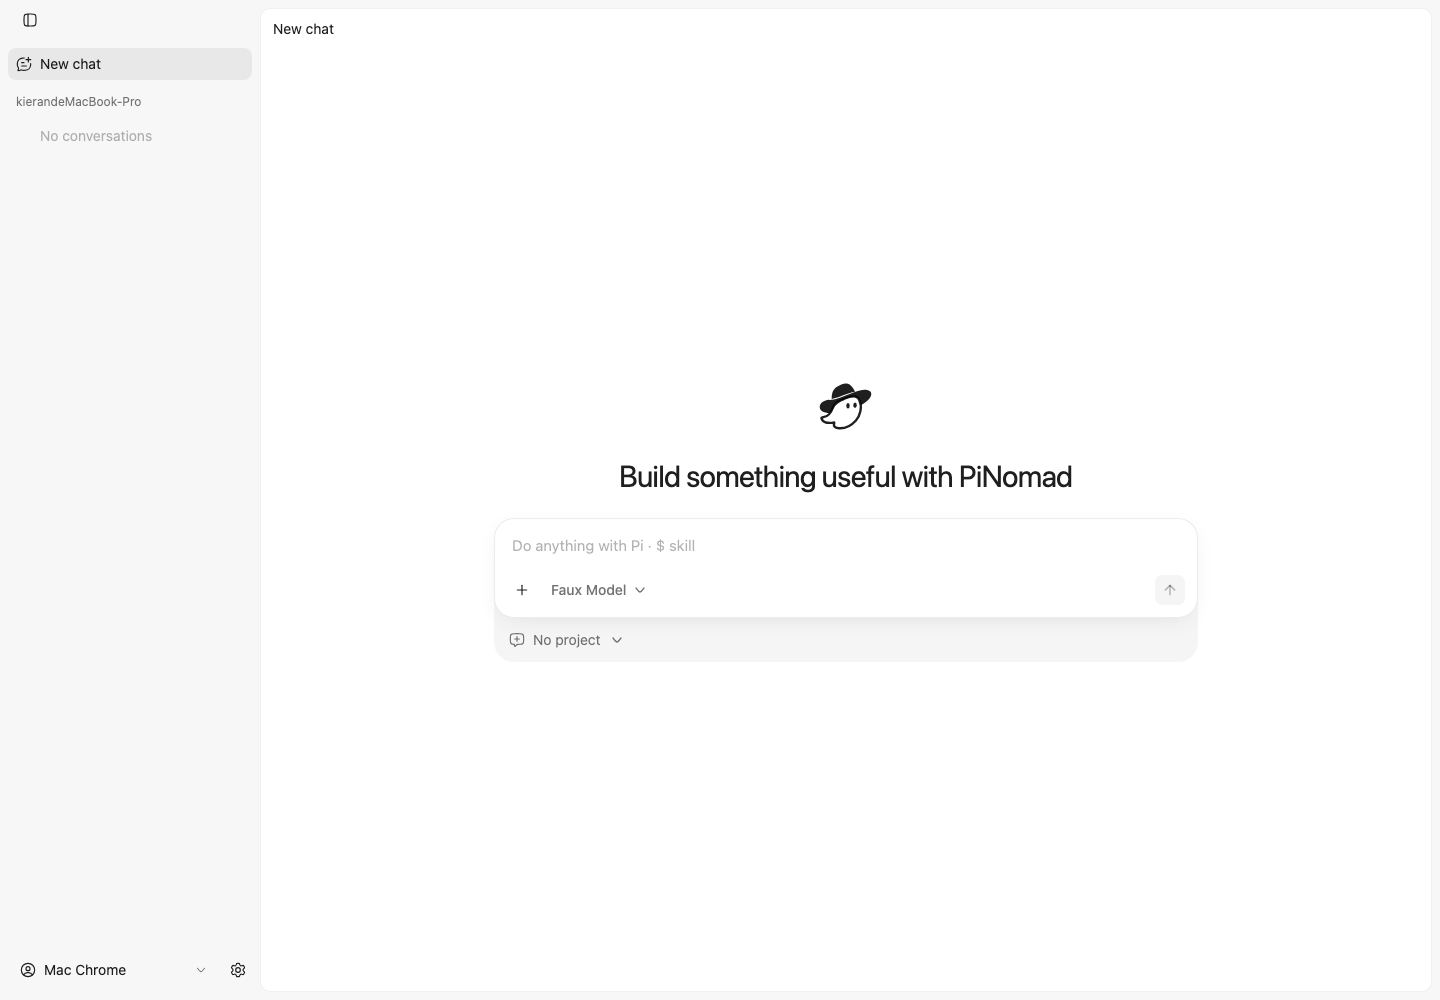 New chat
kierandeMacBook-Pro
No conversations
Mac Chrome
New chat
Build something useful with PiNomad
Do anything with Pi · $ skill
Faux Model
No project